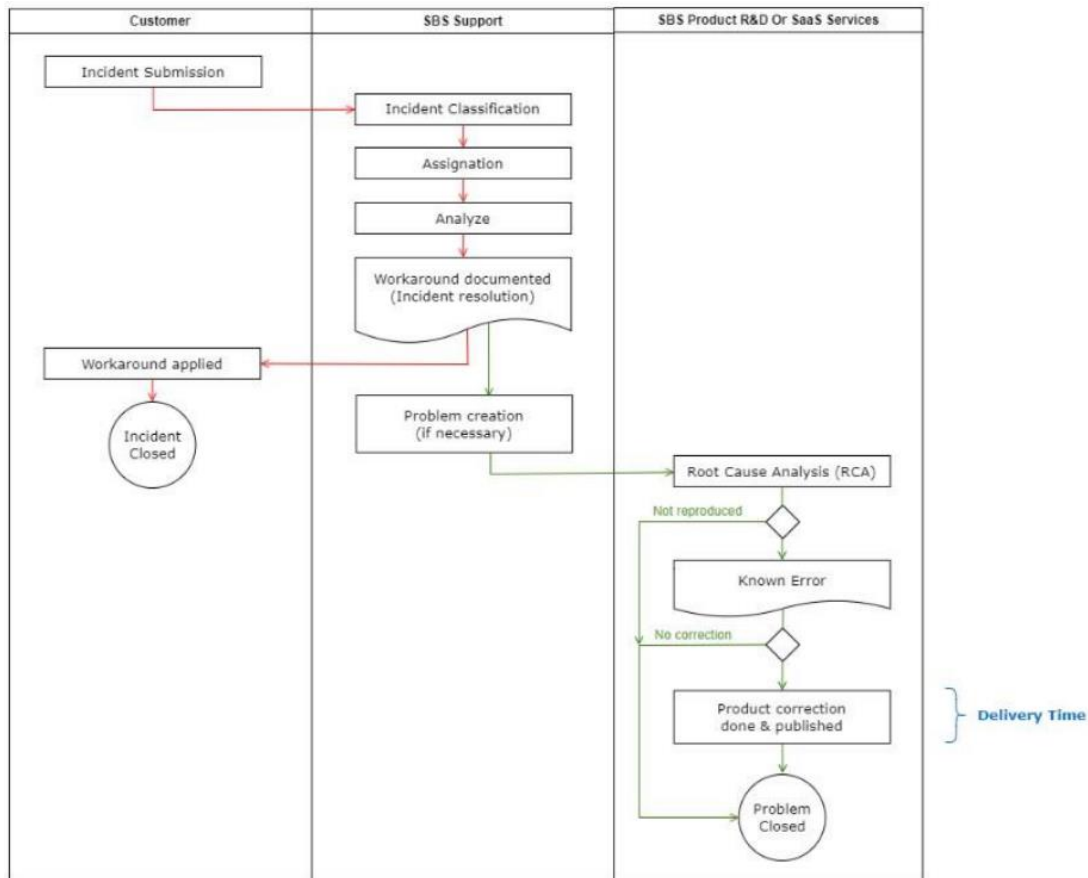 Customer
SBS Support
SBS Product R&D Or SaaS Services
Incident Submission
Incident Classification
Assignation
Analyze
Workaround documented
(Incident resolution)
Workaround applied
Incident
Closed
Problem creation
(if necessary)
Root Cause Analysis (RCA)
Not reproduced
Known Error
No correction
Product correction
done & published
Delivery Time
Problem
Closed